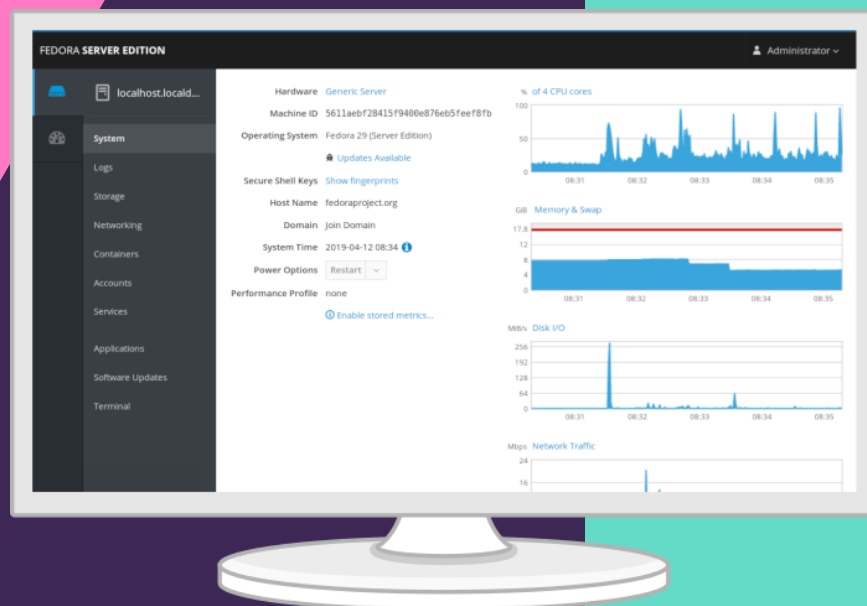 FEDORA SERVER EDITION
Administrator
localhost.locald...
System
Logs
Storage
Networking
Containers
Accounts
Services
Applications
Software Updates
Terminal
Hardware Generic Server
Machine ID 5611aebf28415f9400e876eb5feef8fb
Operating System Fedora 29 (Server Edition)
Updates Available
Secure Shell Keys Show fingerprints
Host Name fedoraproject.org
Domain Join Domain
System Time 2019-04-12 08:34
Power Options Restart
Performance Profile none
Enable stored metrics...
% of 4 CPU cores
100
50
0
08:31 08:32 08:33 08:34 08:35
GiB Memory & Swap
17.8
12
8
4
0
08:31 08:32 08:33 08:34 08:35
MiB/s Disk I/O
256
192
128
64
0
08:31 08:32 08:33 08:34 08:35
Mbps Network Traffic
24
16